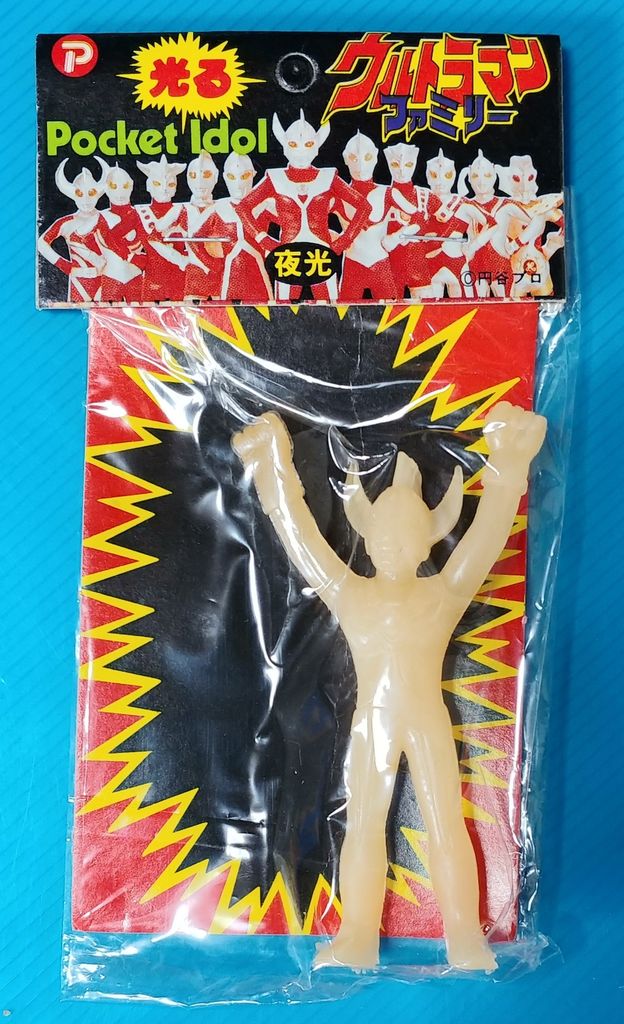 P
光る
Pocket Idol
ウルトラマン
ファミリー
夜光
©円谷プロ